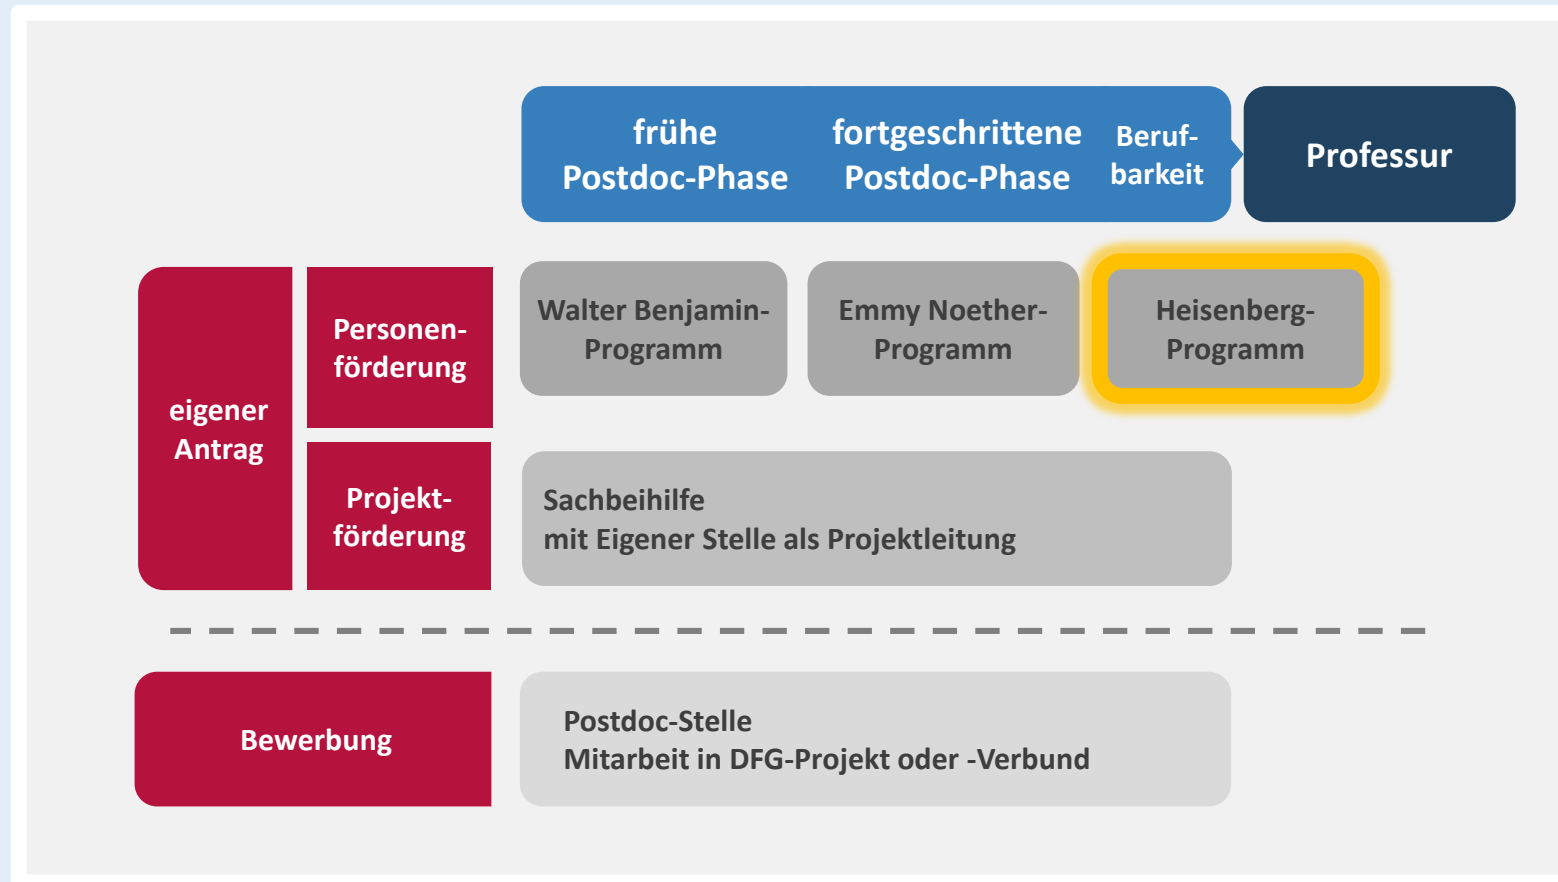 frühe
Postdoc-Phase
fortgeschrittene
Postdoc-Phase
Beruf-
barkeit
Professur
eigener
Antrag
Personen-
förderung
Walter Benjamin-
Programm
Emmy Noether-
Programm
Heisenberg-
Programm
Projekt-
förderung
Sachbeihilfe
mit Eigener Stelle als Projektleitung
Bewerbung
Postdoc-Stelle
Mitarbeit in DFG-Projekt oder -Verbund